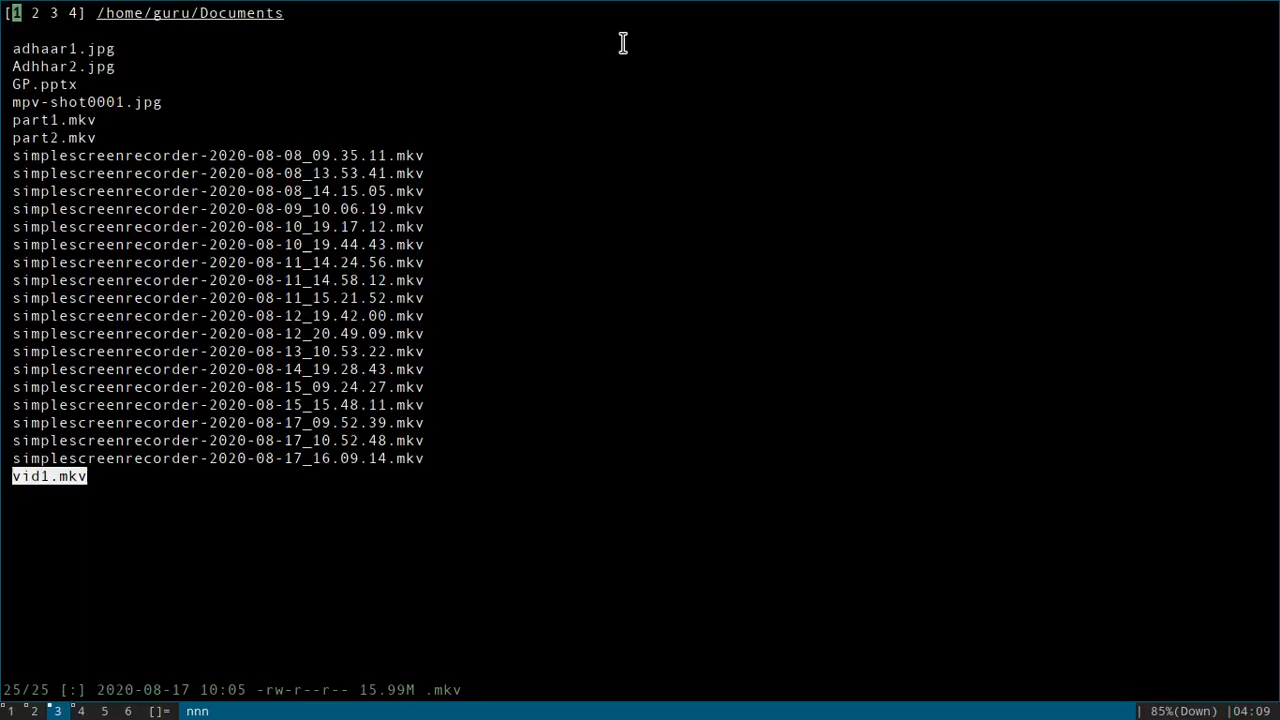 [1 2 3 4] /home/guru/Documents
adhaar1.jpg
Adhhar2.jpg
GP.pptx
mpv-shot0001.jpg
part1.mkv
part2.mkv
simplescreenrecorder-2020-08-08_09.35.11.mkv
simplescreenrecorder-2020-08-08_13.53.41.mkv
simplescreenrecorder-2020-08-08_14.15.05.mkv
simplescreenrecorder-2020-08-09_10.06.19.mkv
simplescreenrecorder-2020-08-10_19.17.12.mkv
simplescreenrecorder-2020-08-10_19.44.43.mkv
simplescreenrecorder-2020-08-11_14.24.56.mkv
simplescreenrecorder-2020-08-11_14.58.12.mkv
simplescreenrecorder-2020-08-11_15.21.52.mkv
simplescreenrecorder-2020-08-12_19.42.00.mkv
simplescreenrecorder-2020-08-12_20.49.09.mkv
simplescreenrecorder-2020-08-13_10.53.22.mkv
simplescreenrecorder-2020-08-14_19.28.43.mkv
simplescreenrecorder-2020-08-15_09.24.27.mkv
simplescreenrecorder-2020-08-15_15.48.11.mkv
simplescreenrecorder-2020-08-17_09.52.39.mkv
simplescreenrecorder-2020-08-17_10.52.48.mkv
simplescreenrecorder-2020-08-17_16.09.14.mkv
vid1.mkv
25/25 [:] 2020-08-17 10:05 -rw-r--r-- 15.99M .mkv
1 2 3 4 5 6 []= nnn | 85%(Down) |04:09